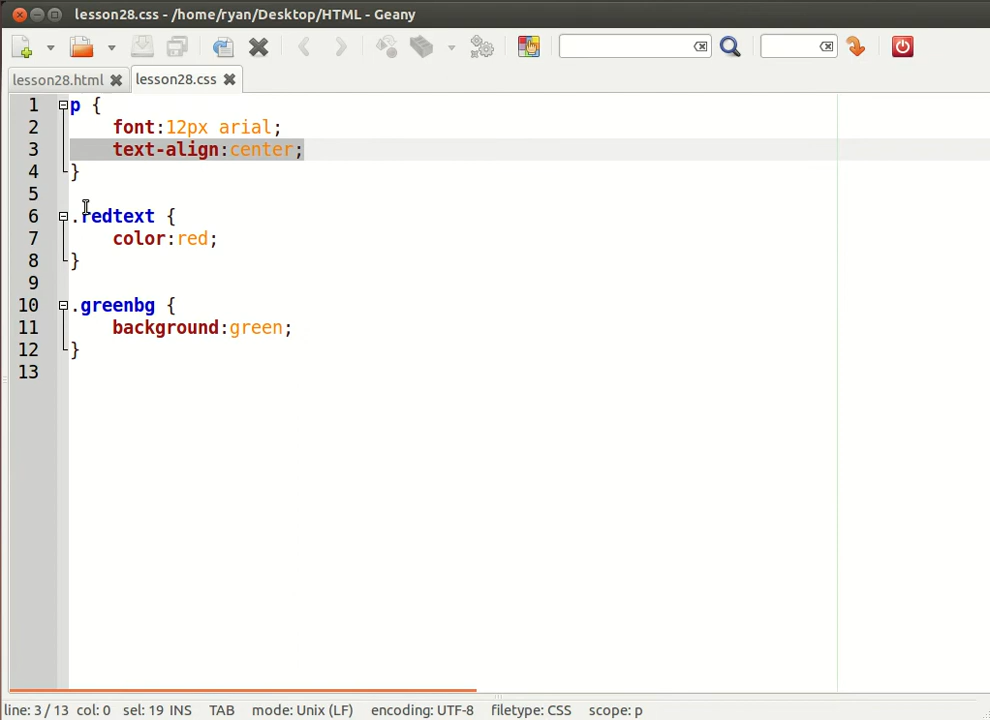 lesson28.css - /home/ryan/Desktop/HTML - Geany
lesson28.html lesson28.css
1 p {
2 font:12px arial;
3 text-align:center;
4 }
5
6 .redtext {
7 color:red;
8 }
9
10 .greenbg {
11 background:green;
12 }
13
line: 3 / 13 col: 0 sel: 19 INS TAB mode: Unix (LF) encoding: UTF-8 filetype: CSS scope: p